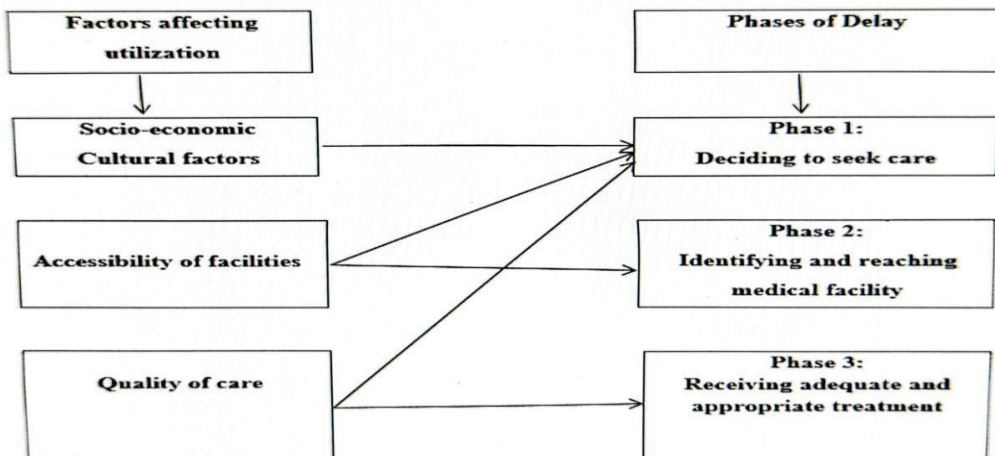 Factors affecting
utilization
Phases of Delay
Socio-economic
Cultural factors
Phase 1:
Deciding to seek care
Accessibility of facilities
Phase 2:
Identifying and reaching
medical facility
Quality of care
Phase 3:
Receiving adequate and
appropriate treatment